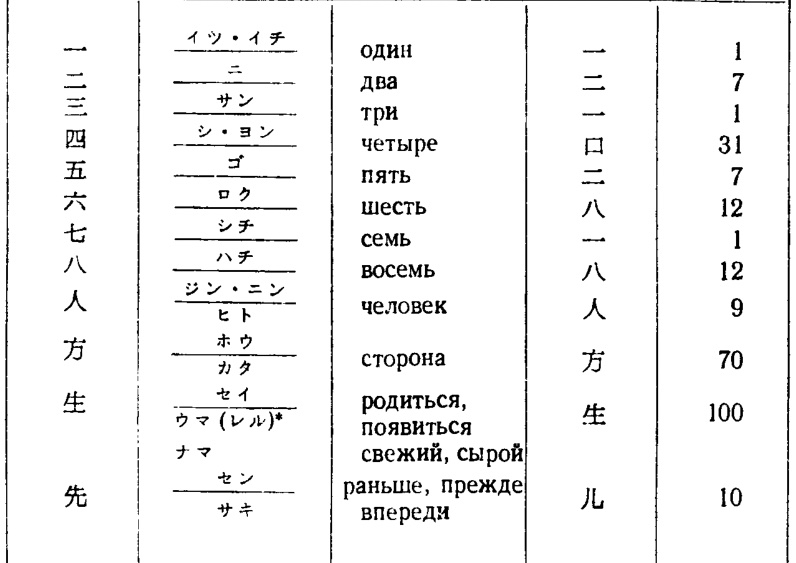 一 イツ・イチ один 一 1
二 ニ два 二 7
三 サン три 一 1
四 シ・ヨン четыре 口 31
五 ゴ пять 二 7
六 ロク шесть 八 12
七 シチ семь 一 1
八 ハチ восемь 八 12
人 ジン・ニン человек 人 9
ヒト
方 ホウ сторона 方 70
カタ
生 セイ родиться, 生 100
ウマ(レル)* появиться
ナマ свежий, сырой
先 セン раньше, прежде 儿 10
サキ впереди